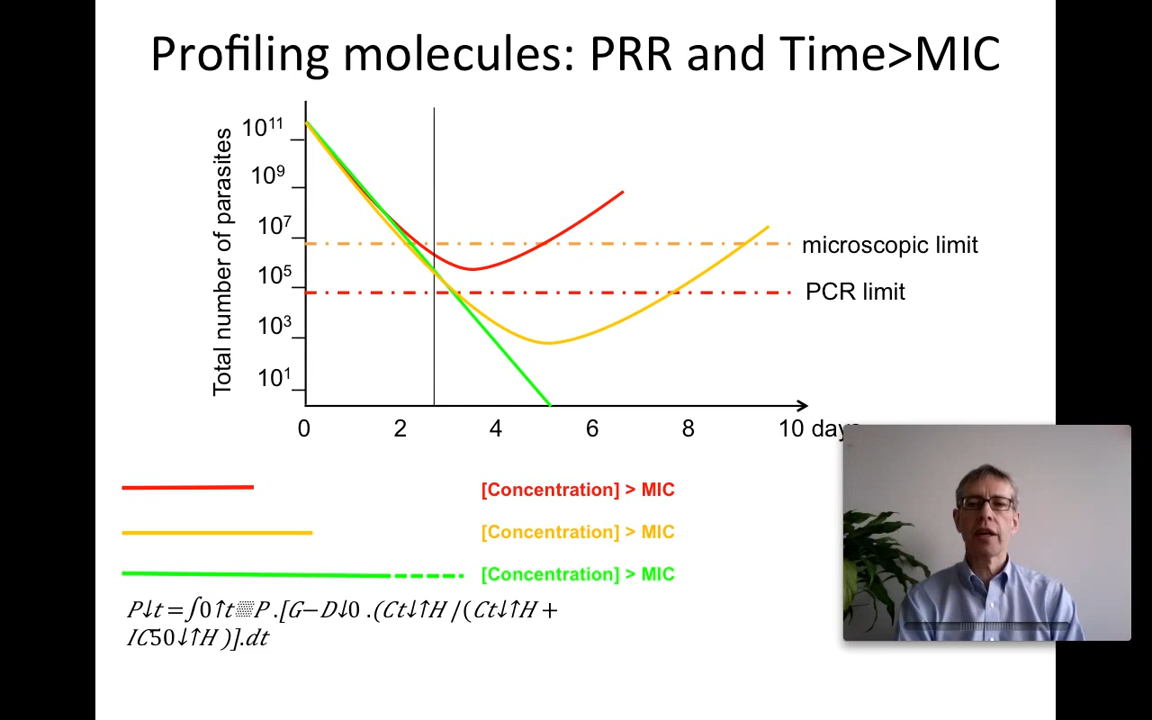 Profiling molecules: PRR and Time>MIC
Total number of parasites
10¹¹
10⁹
10⁷
10⁵
10³
10¹
microscopic limit
PCR limit
0 2 4 6 8 10 days
[Concentration] > MIC
[Concentration] > MIC
[Concentration] > MIC
P↓t=∫0↑t▒P.[G−D↓0 .(Ct↓↑H /(Ct↓↑H +
IC50↓↑H )].dt